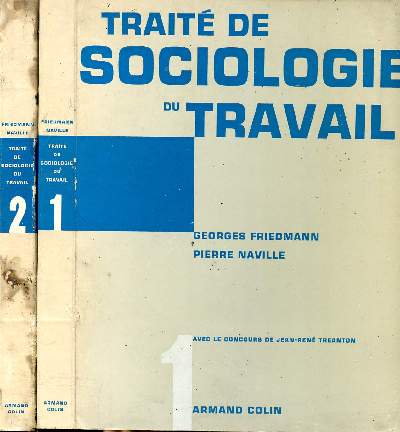 FRIEDMANN
NAVILLE
TRAITÉ
DE
SOCIOLOGIE
DU
TRAVAIL
2
ARMAND
COLIN
FRIEDMANN
NAVILLE
TRAITÉ
DE
SOCIOLOGIE
DU
TRAVAIL
1
ARMAND
COLIN
TRAITÉ DE
SOCIOLOGIE
DU TRAVAIL
GEORGES FRIEDMANN
PIERRE NAVILLE
AVEC LE CONCOURS DE JEAN-RENÉ TREANTON
1
ARMAND COLIN